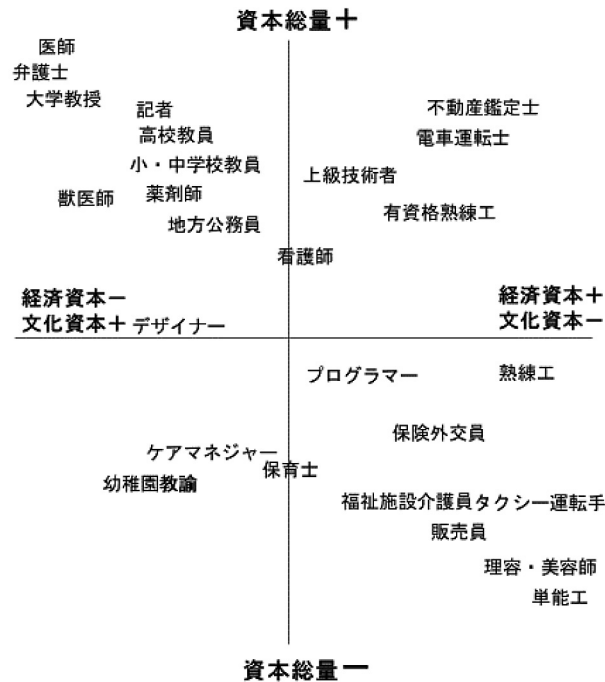 資本総量＋
医師
弁護士
大学教授
記者
不動産鑑定士
高校教員
電車運転士
小・中学校教員
上級技術者
獣医師
薬剤師
有資格熟練工
地方公務員
看護師
経済資本－
経済資本＋
文化資本＋
デザイナー
文化資本－
プログラマー
熟練工
保険外交員
ケアマネジャー
保育士
幼稚園教諭
福祉施設介護員
タクシー運転手
販売員
理容・美容師
単能工
資本総量－